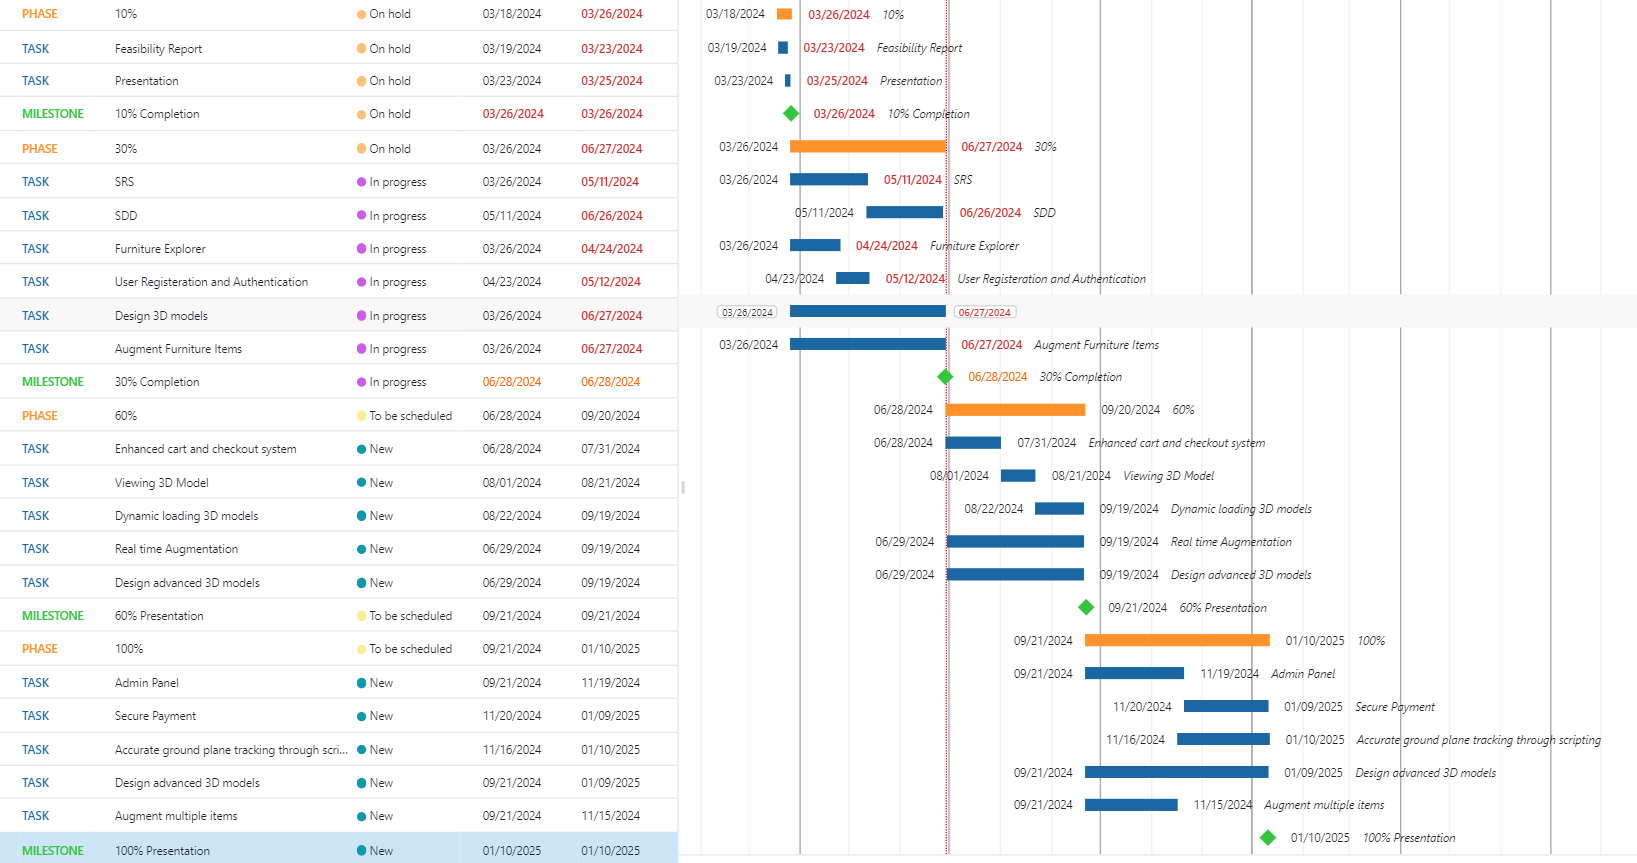 PHASE 10% On hold 03/18/2024 03/26/2024 03/18/2024 03/26/2024 10%
TASK Feasibility Report On hold 03/19/2024 03/23/2024 03/19/2024 03/23/2024 Feasibility Report
TASK Presentation On hold 03/23/2024 03/25/2024 03/23/2024 03/25/2024 Presentation
MILESTONE 10% Completion On hold 03/26/2024 03/26/2024 03/26/2024 10% Completion
PHASE 30% On hold 03/26/2024 06/27/2024 03/26/2024 06/27/2024 30%
TASK SRS In progress 03/26/2024 05/11/2024 03/26/2024 05/11/2024 SRS
TASK SDD In progress 05/11/2024 06/26/2024 05/11/2024 06/26/2024 SDD
TASK Furniture Explorer In progress 03/26/2024 04/24/2024 03/26/2024 04/24/2024 Furniture Explorer
TASK User Registeration and Authentication In progress 04/23/2024 05/12/2024 04/23/2024 05/12/2024 User Registeration and Authentication
TASK Design 3D models In progress 03/26/2024 06/27/2024 03/26/2024 06/27/2024
TASK Augment Furniture Items In progress 03/26/2024 06/27/2024 03/26/2024 06/27/2024 Augment Furniture Items
MILESTONE 30% Completion In progress 06/28/2024 06/28/2024 06/28/2024 30% Completion
PHASE 60% To be scheduled 06/28/2024 09/20/2024 06/28/2024 09/20/2024 60%
TASK Enhanced cart and checkout system New 06/28/2024 07/31/2024 06/28/2024 07/31/2024 Enhanced cart and checkout system
TASK Viewing 3D Model New 08/01/2024 08/21/2024 08/01/2024 08/21/2024 Viewing 3D Model
TASK Dynamic loading 3D models New 08/22/2024 09/19/2024 08/22/2024 09/19/2024 Dynamic loading 3D models
TASK Real time Augmentation New 06/29/2024 09/19/2024 06/29/2024 09/19/2024 Real time Augmentation
TASK Design advanced 3D models New 06/29/2024 09/19/2024 06/29/2024 09/19/2024 Design advanced 3D models
MILESTONE 60% Presentation To be scheduled 09/21/2024 09/21/2024 09/21/2024 60% Presentation
PHASE 100% To be scheduled 09/21/2024 01/10/2025 09/21/2024 01/10/2025 100%
TASK Admin Panel New 09/21/2024 11/19/2024 09/21/2024 11/19/2024 Admin Panel
TASK Secure Payment New 11/20/2024 01/09/2025 11/20/2024 01/09/2025 Secure Payment
TASK Accurate ground plane tracking through scri... New 11/16/2024 01/10/2025 11/16/2024 01/10/2025 Accurate ground plane tracking through scripting
TASK Design advanced 3D models New 09/21/2024 01/09/2025 09/21/2024 01/09/2025 Design advanced 3D models
TASK Augment multiple items New 09/21/2024 11/15/2024 09/21/2024 11/15/2024 Augment multiple items
MILESTONE 100% Presentation New 01/10/2025 01/10/2025 01/10/2025 100% Presentation